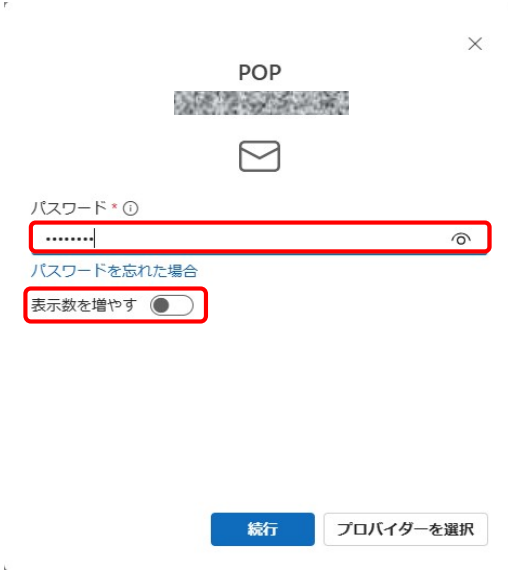 POP
パスワード * ⓘ
••••••••
パスワードを忘れた場合
表示数を増やす
続行 プロバイダーを選択